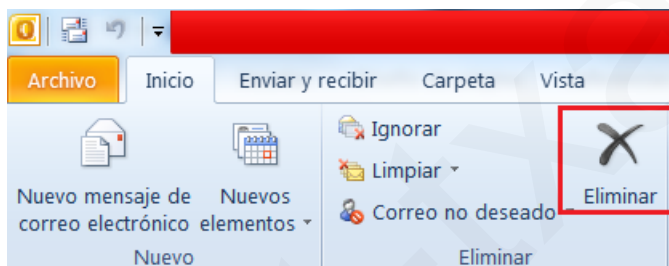 Archivo Inicio Enviar y recibir Carpeta Vista
Nuevo mensaje de
correo electrónico
Nuevos
elementos
Nuevo
Ignorar
Limpiar
Correo no deseado
Eliminar
Eliminar